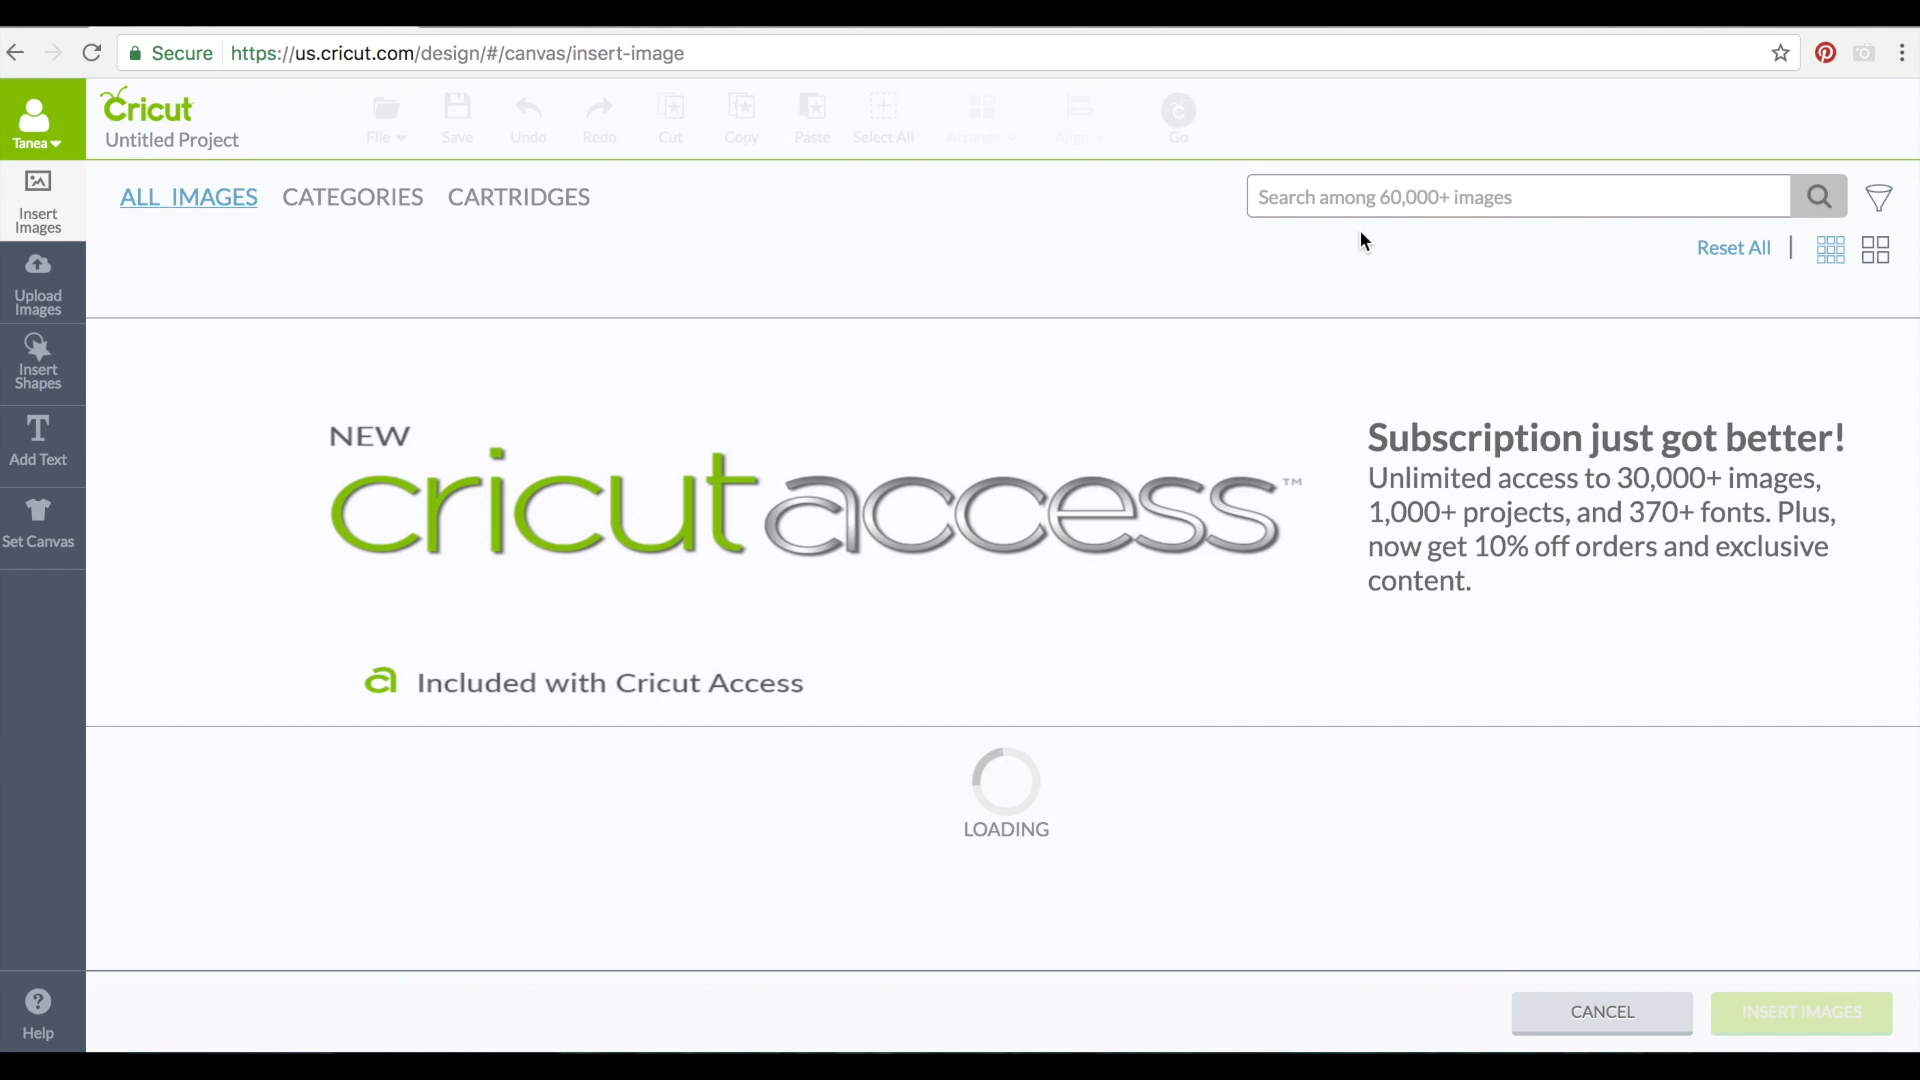 Secure https://us.cricut.com/design/#/canvas/insert-image
Tanea
Cricut
Untitled Project
File
Save
Undo
Redo
Cut
Copy
Paste
Select All
Arrange
Align
Go
Insert
Images
Upload
Images
Insert
Shapes
Add Text
Set Canvas
Help
ALL IMAGES CATEGORIES CARTRIDGES
Search among 60,000+ images
Reset All |
NEW
cricut access™
Subscription just got better!
Unlimited access to 30,000+ images,
1,000+ projects, and 370+ fonts. Plus,
now get 10% off orders and exclusive
content.
a Included with Cricut Access
LOADING
CANCEL
INSERT IMAGES